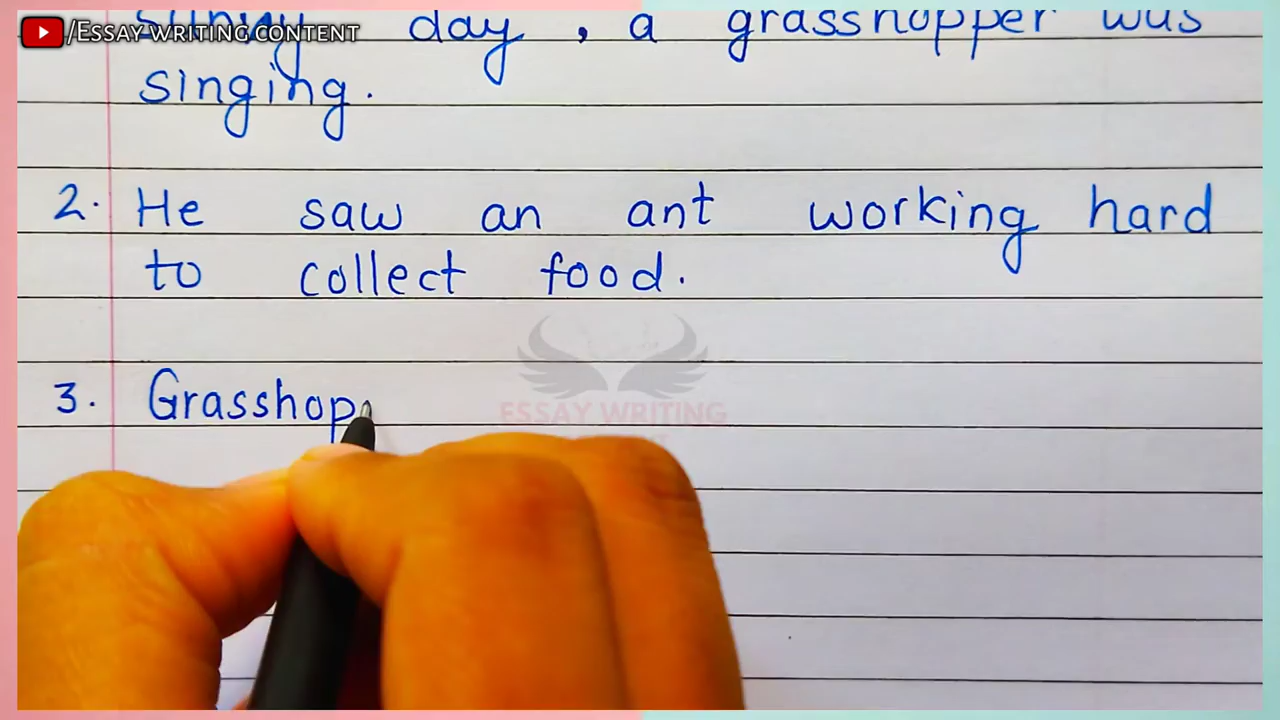 /ESSAY WRITING CONTENT
sunny day, a grasshopper was
singing.
2. He saw an ant working hard
to collect food.
ESSAY WRITING
3. Grasshop